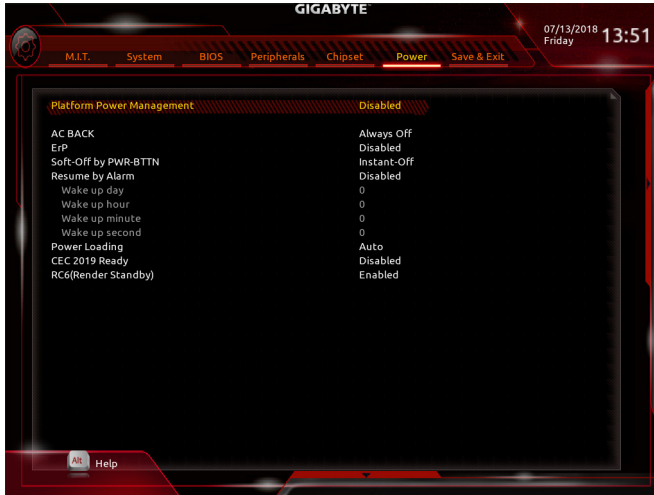 GIGABYTE
07/13/2018 13:51
Friday
M.I.T. System BIOS Peripherals Chipset Power Save & Exit
Platform Power Management Disabled
AC BACK Always Off
ErP Disabled
Soft-Off by PWR-BTTN Instant-Off
Resume by Alarm Disabled
Wake up day 0
Wake up hour 0
Wake up minute 0
Wake up second 0
Power Loading Auto
CEC 2019 Ready Disabled
RC6(Render Standby) Enabled
Alt Help